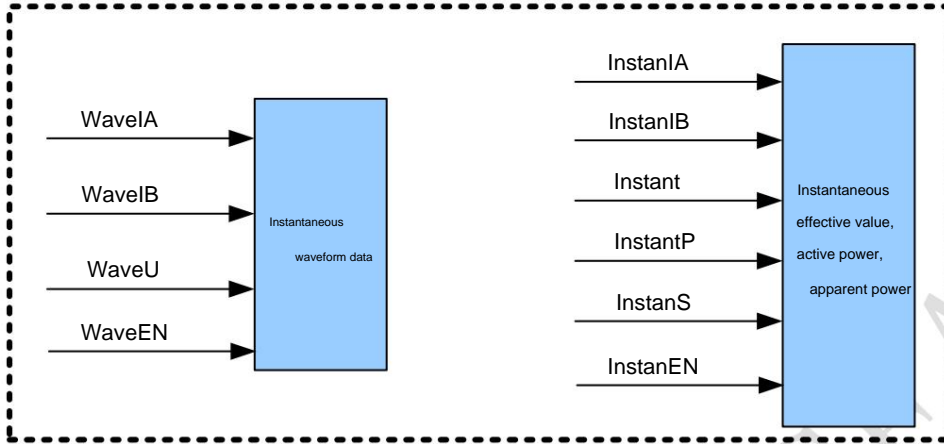 WaveIA
WaveIB
WaveU
WaveEN
Instantaneous
waveform data
InstanIA
InstanIB
Instant
InstantP
InstanS
InstanEN
Instantaneous
effective value,
active power,
apparent power